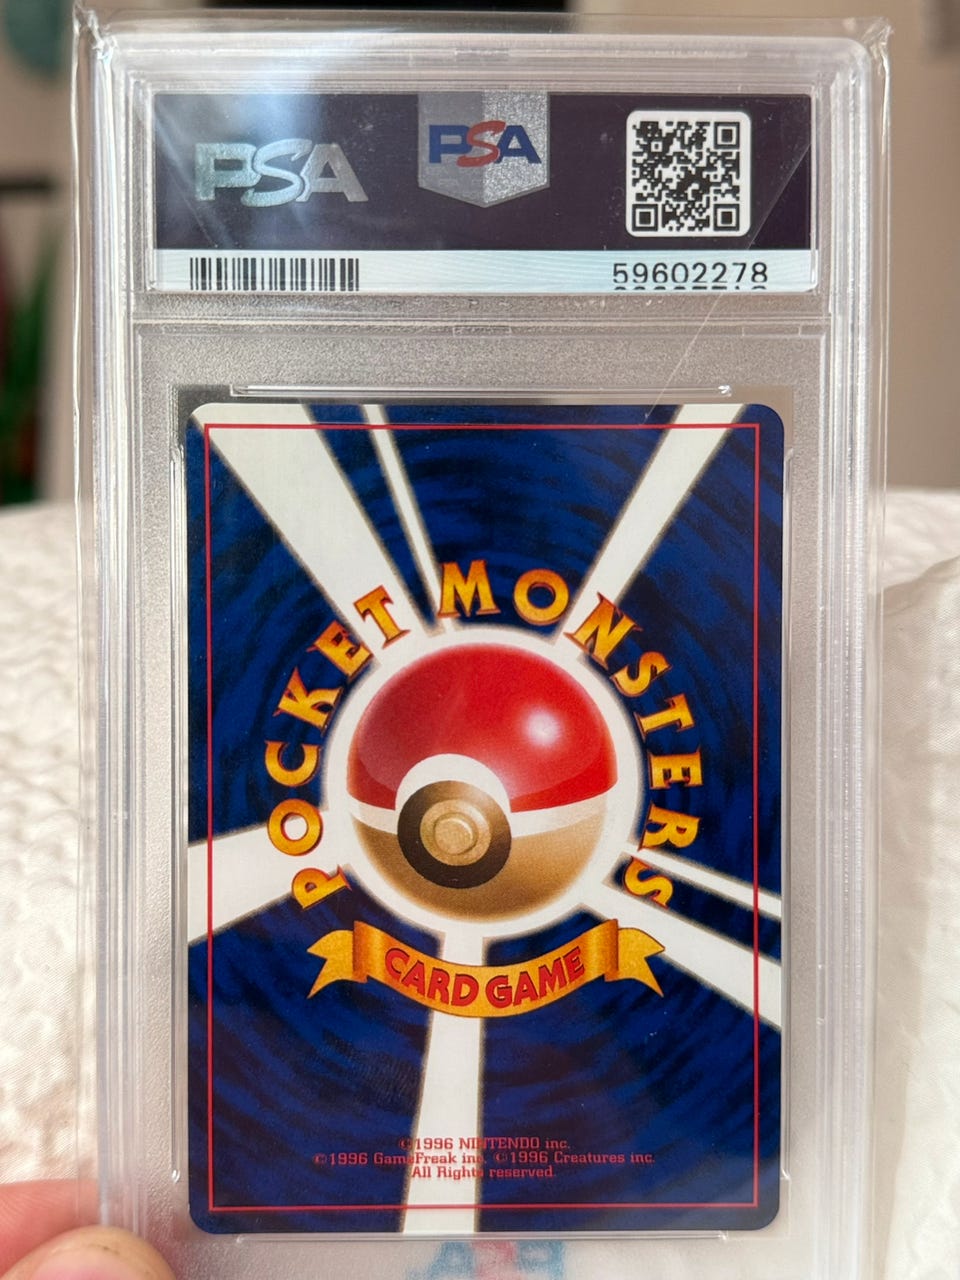 PSA
PSA
59602278
POCKET MONSTERS
CARD GAME
©1996 NINTENDO inc.
©1996 GameFreak inc. ©1996 Creatures inc.
All Rights reserved.